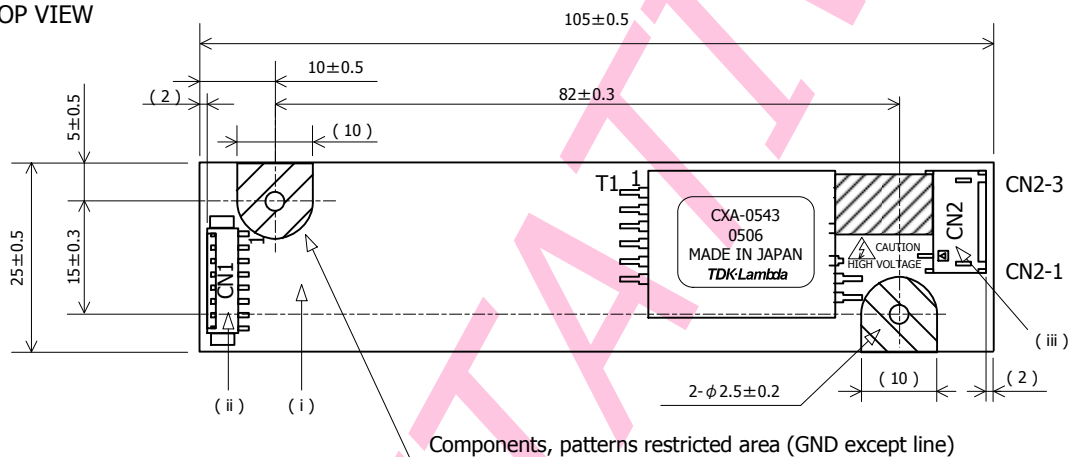 OP VIEW
105±0.5
10±0.5
( 2 )
82±0.3
5±0.5
( 10 )
25±0.5
15±0.3
T1 1
CXA-0543
0506
MADE IN JAPAN
TDK-Lambda
CAUTION
HIGH VOLTAGE
CN2
CN2-3
CN2-1
1
CN1
( ii )
( i )
2-φ2.5±0.2
( 10 )
( 2 )
( iii )
Components, patterns restricted area (GND except line)